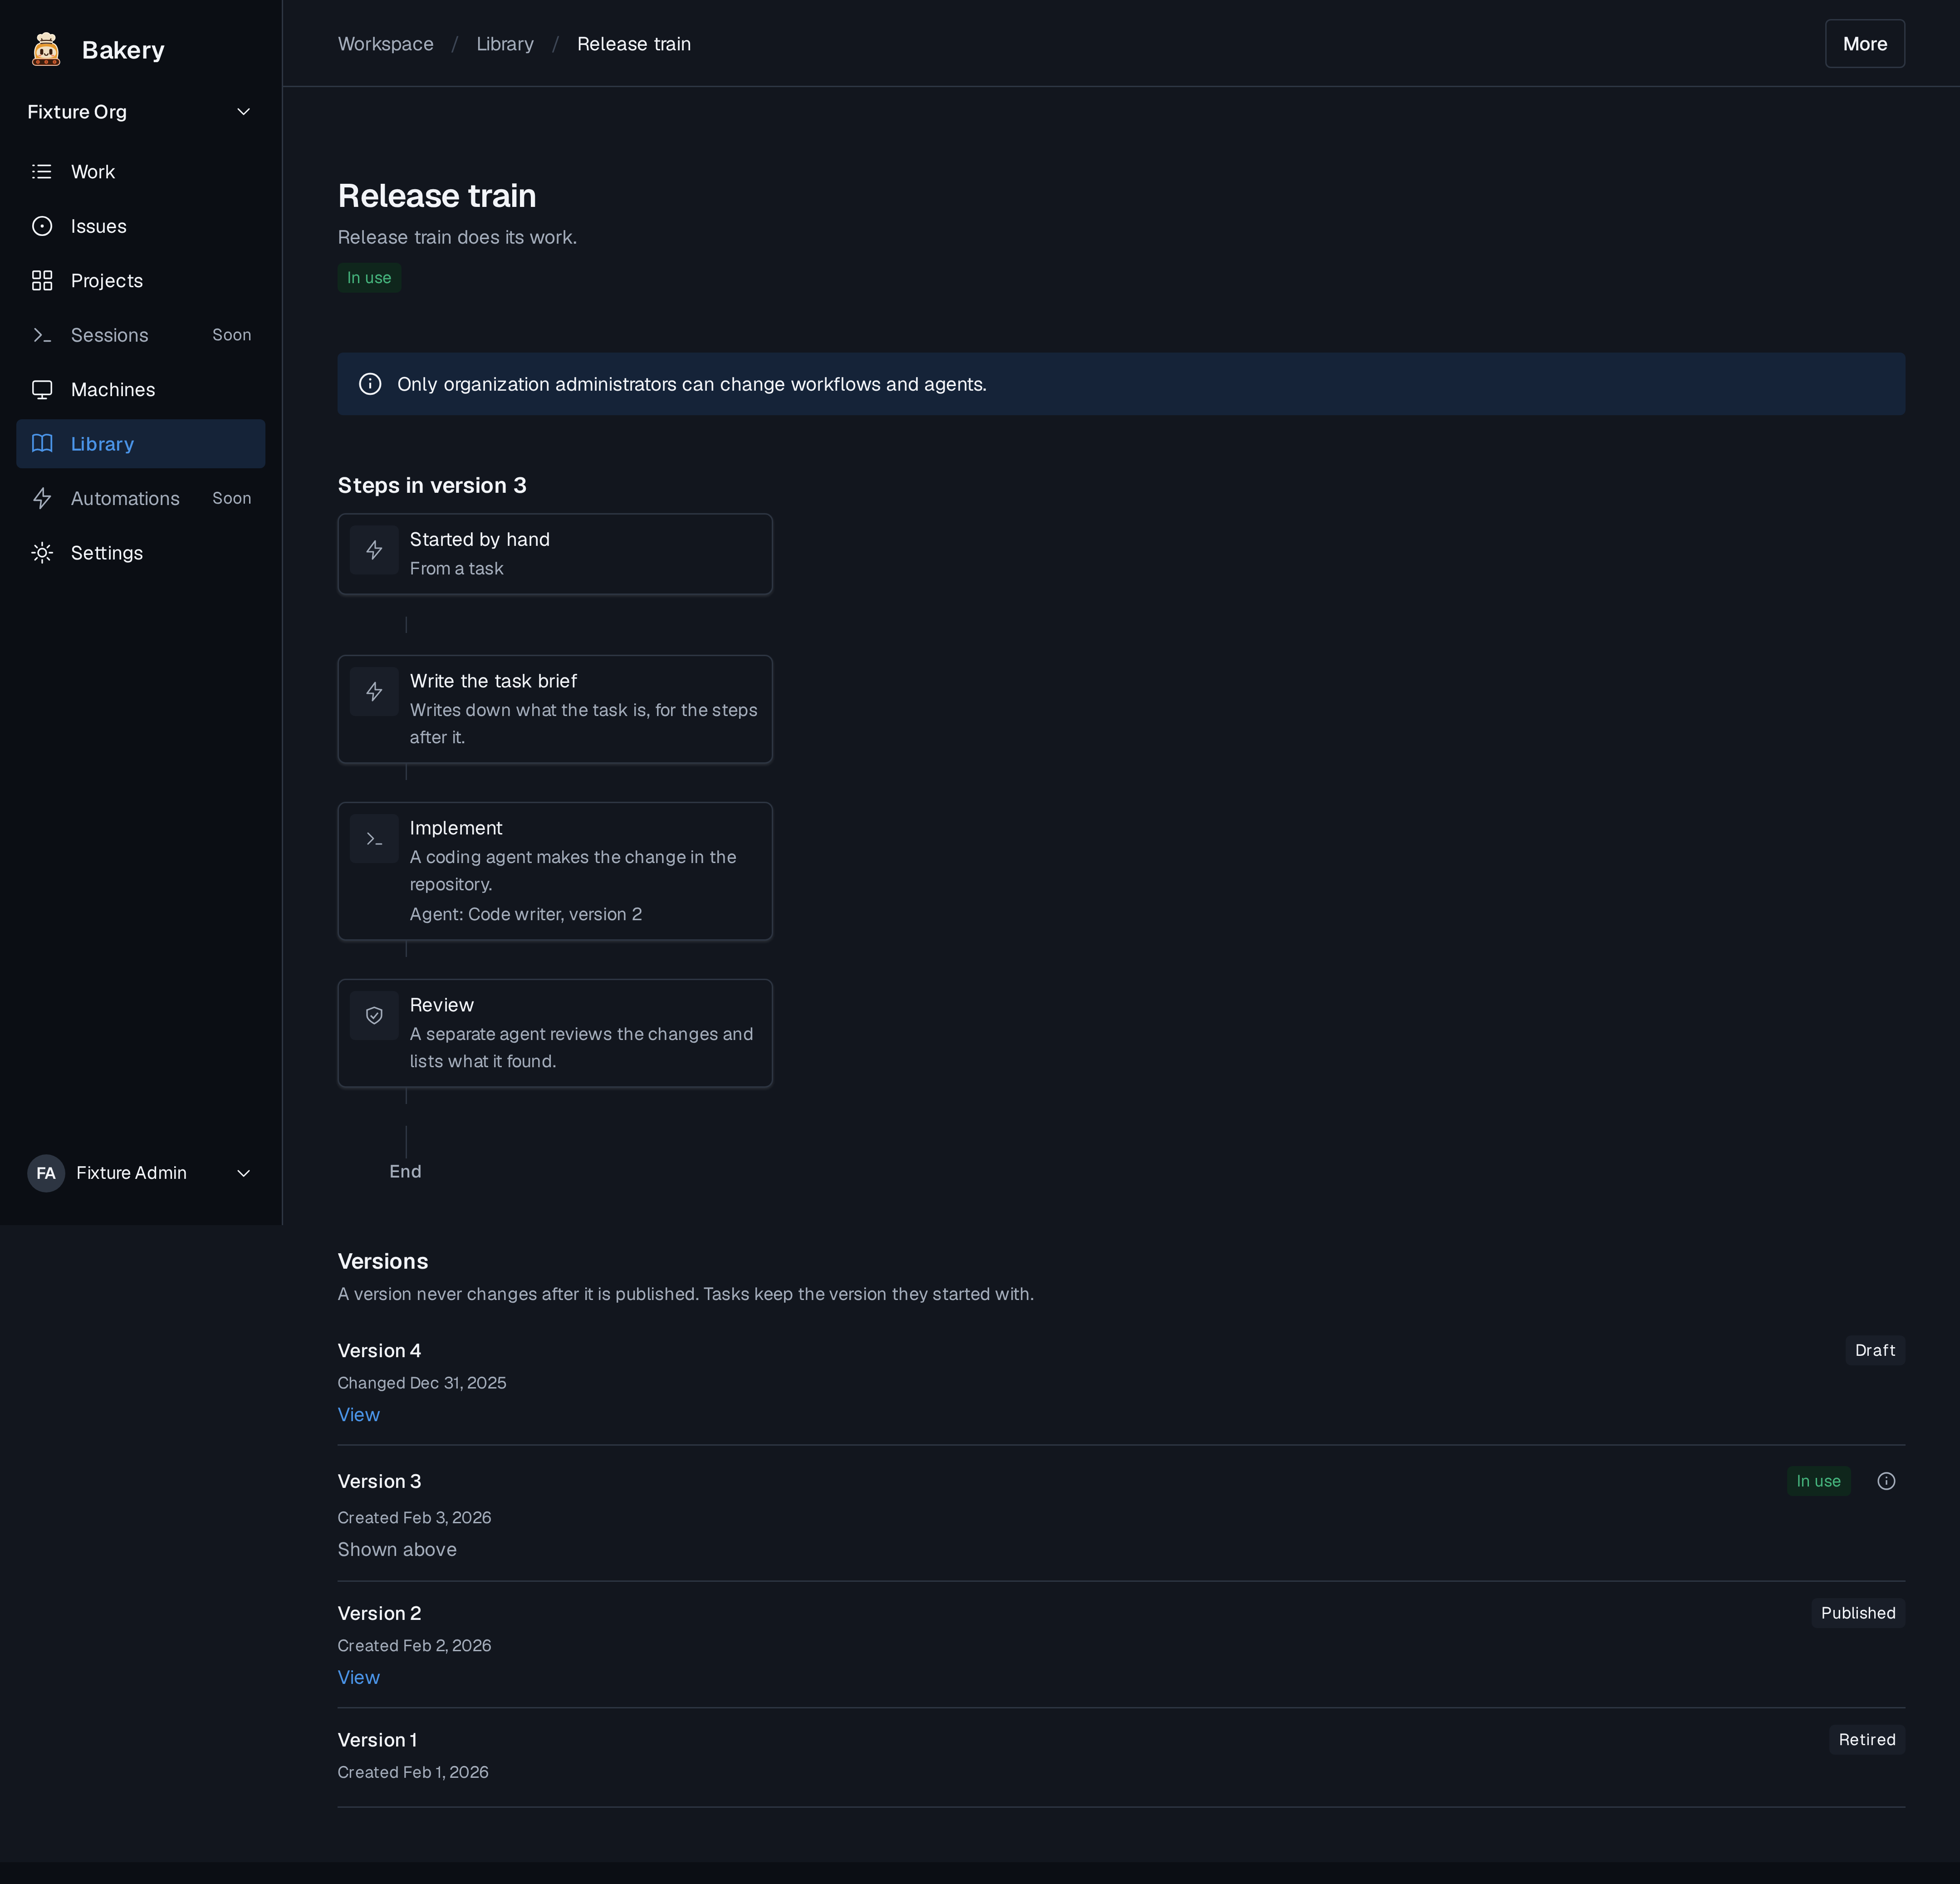 Bakery
Fixture Org
Work
Issues
Projects
Sessions Soon
Machines
Library
Automations Soon
Settings
FA Fixture Admin
Workspace / Library / Release train
More
Release train
Release train does its work.
In use
Only organization administrators can change workflows and agents.
Steps in version 3
Started by hand
From a task
Write the task brief
Writes down what the task is, for the steps
after it.
Implement
A coding agent makes the change in the
repository.
Agent: Code writer, version 2
Review
A separate agent reviews the changes and
lists what it found.
End
Versions
A version never changes after it is published. Tasks keep the version they started with.
Version 4 Draft
Changed Dec 31, 2025
View
Version 3 In use
Created Feb 3, 2026
Shown above
Version 2 Published
Created Feb 2, 2026
View
Version 1 Retired
Created Feb 1, 2026